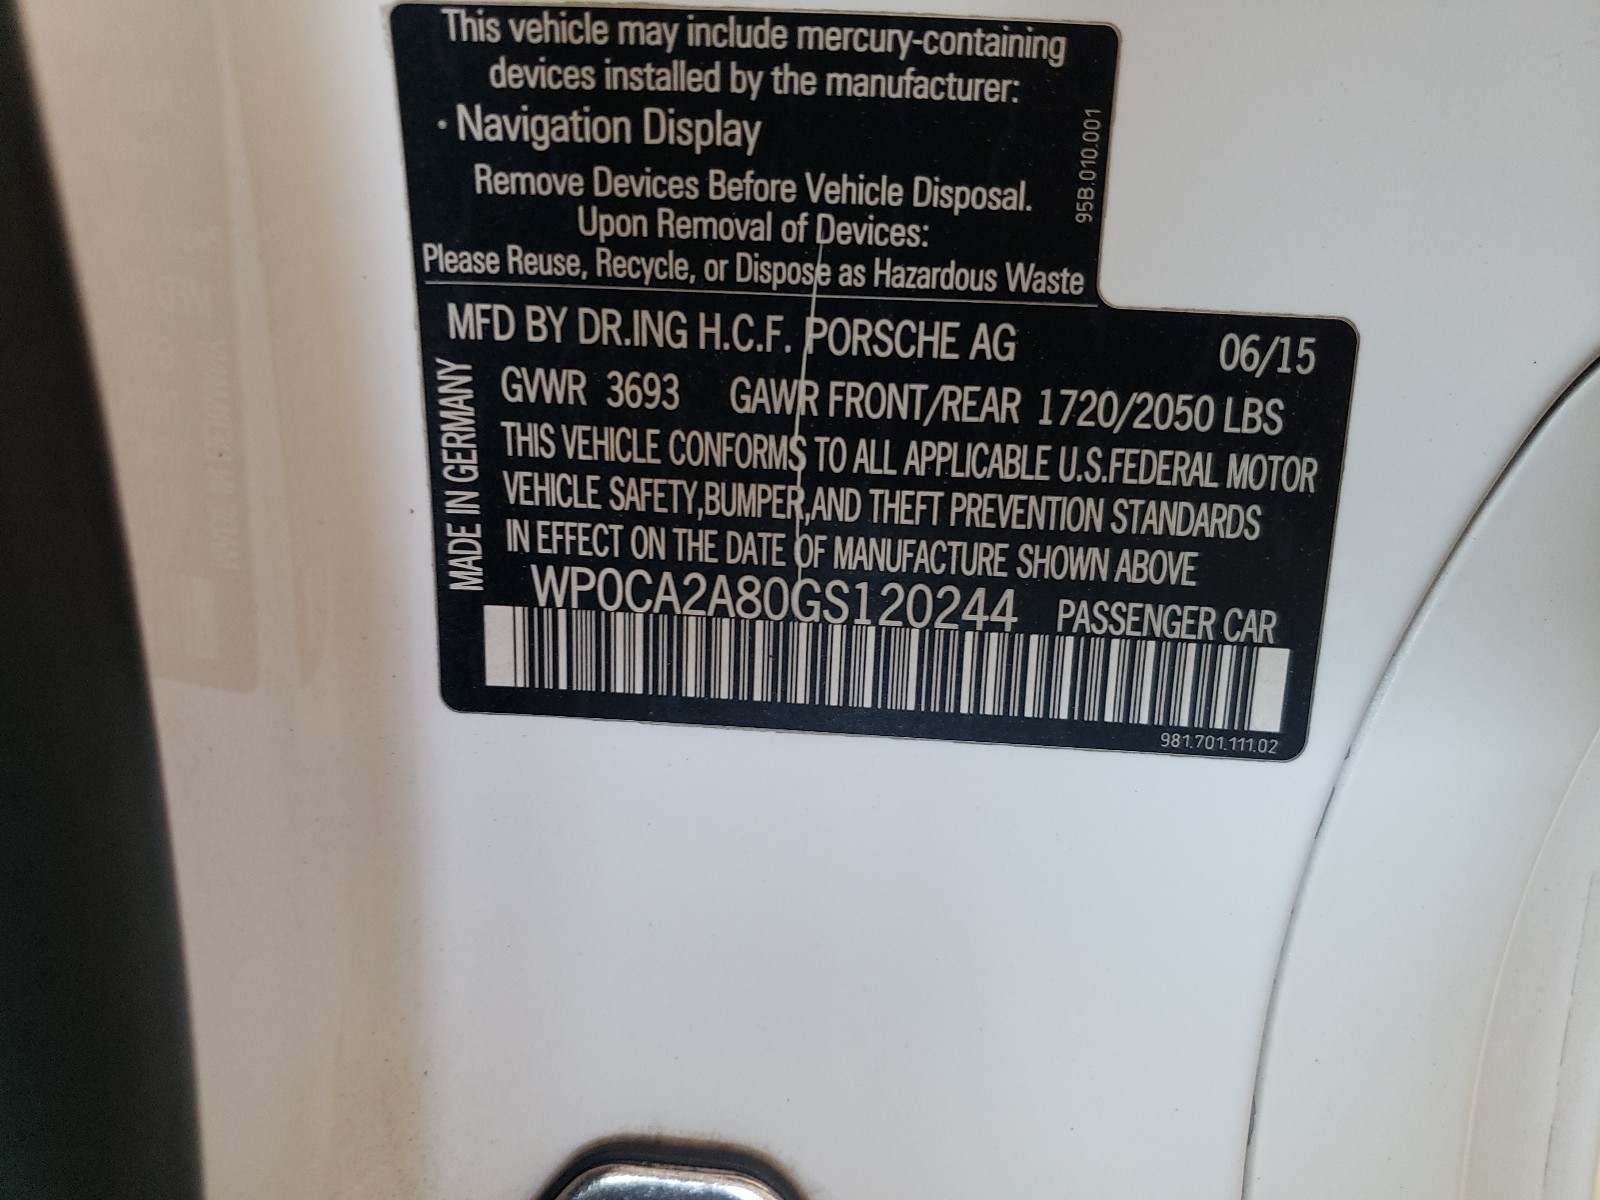 This vehicle may include mercury-containing
devices installed by the manufacturer:
· Navigation Display
Remove Devices Before Vehicle Disposal.
Upon Removal of Devices:
Please Reuse, Recycle, or Dispose as Hazardous Waste
95B.010.001
MFD BY DR.ING H.C.F. PORSCHE AG 06/15
GVWR 3693 GAWR FRONT/REAR 1720/2050 LBS
THIS VEHICLE CONFORMS TO ALL APPLICABLE U.S.FEDERAL MOTOR
VEHICLE SAFETY,BUMPER,AND THEFT PREVENTION STANDARDS
IN EFFECT ON THE DATE OF MANUFACTURE SHOWN ABOVE
MADE IN GERMANY
WP0CA2A80GS120244 PASSENGER CAR
981.701.111.02